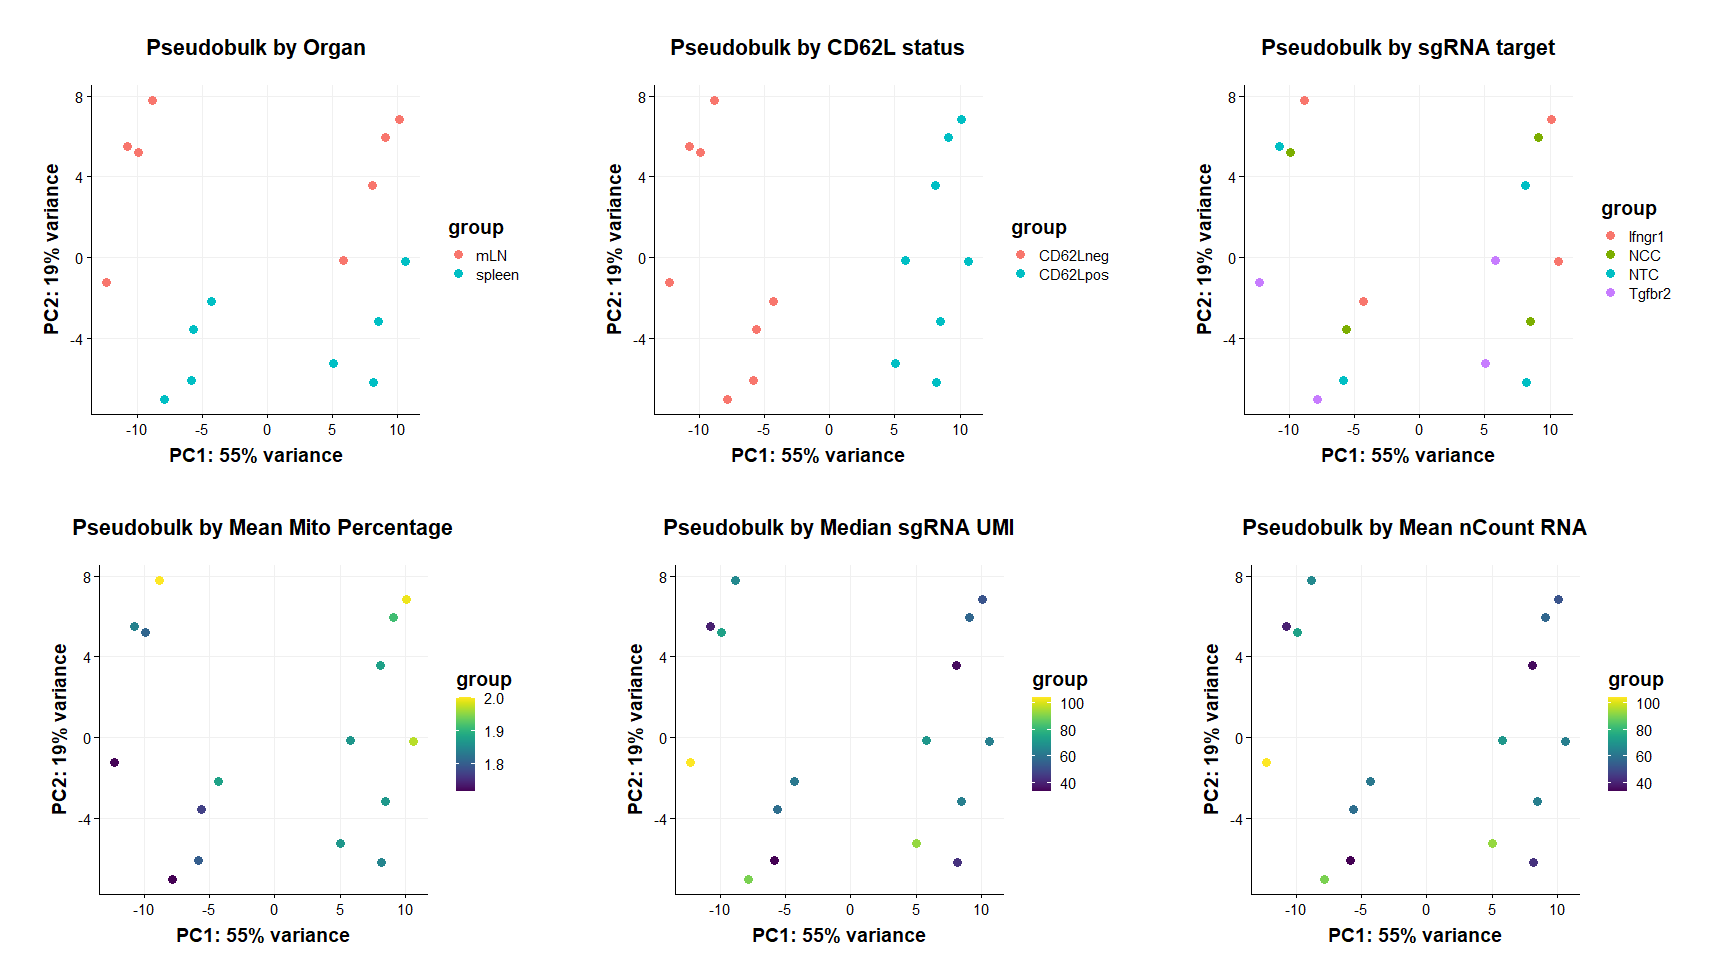 Pseudobulk by Organ
PC2: 19% variance
8
4
0
-4
-10
-5
0
5
10
PC1: 55% variance
group
mLN
spleen
Pseudobulk by CD62L status
PC2: 19% variance
8
4
0
-4
-10
-5
0
5
10
PC1: 55% variance
group
CD62Lneg
CD62Lpos
Pseudobulk by sgRNA target
PC2: 19% variance
8
4
0
-4
-10
-5
0
5
10
PC1: 55% variance
group
Ifngr1
NCC
NTC
Tgfbr2
Pseudobulk by Mean Mito Percentage
PC2: 19% variance
8
4
0
-4
-10
-5
0
5
10
PC1: 55% variance
group
2.0
1.9
1.8
Pseudobulk by Median sgRNA UMI
PC2: 19% variance
8
4
0
-4
-10
-5
0
5
10
PC1: 55% variance
group
100
80
60
40
Pseudobulk by Mean nCount RNA
PC2: 19% variance
8
4
0
-4
-10
-5
0
5
10
PC1: 55% variance
group
100
80
60
40